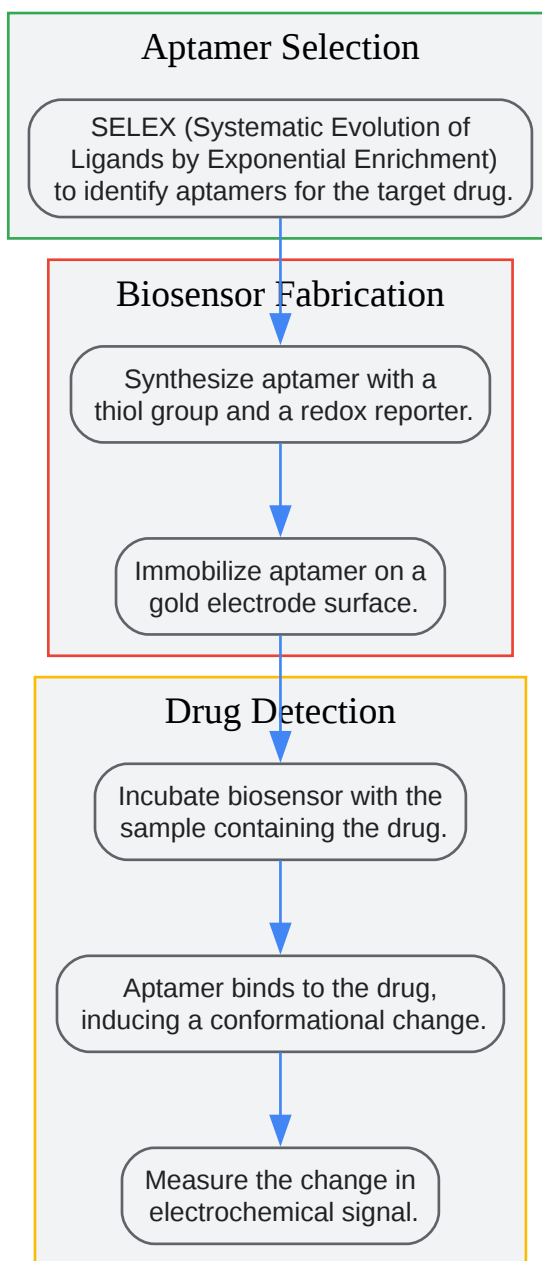 Aptamer Selection
SELEX (Systematic Evolution of
Ligands by Exponential Enrichment)
to identify aptamers for the target drug.
Biosensor Fabrication
Synthesize aptamer with a
thiol group and a redox reporter.
Immobilize aptamer on a
gold electrode surface.
Drug Detection
Incubate biosensor with the
sample containing the drug.
Aptamer binds to the drug,
inducing a conformational change.
Measure the change in
electrochemical signal.